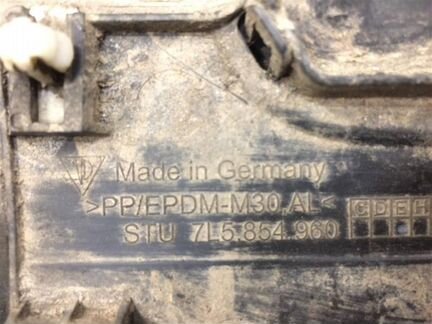 Made in Germany
>PP/EPDM-M30.AL< C D E H
STU 7L5.854.960